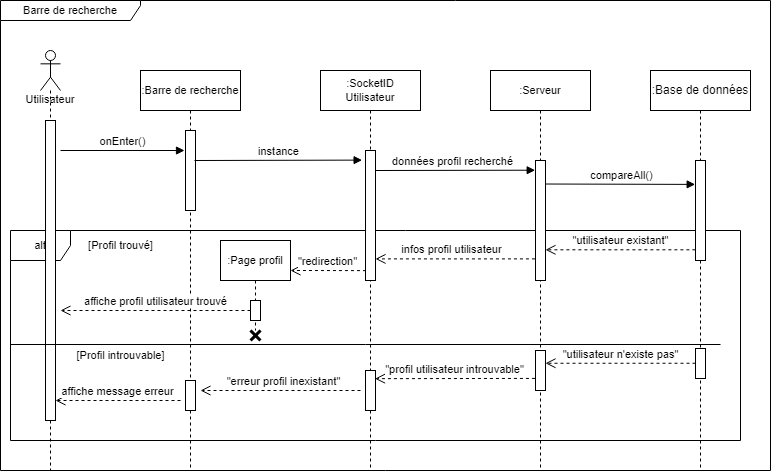 Barre de recherche
Utilisateur
:Barre de recherche
:SocketID
Utilisateur
:Serveur
:Base de données
onEnter()
instance
données profil recherché
compareAll()
alt
[Profil trouvé]
:Page profil
"redirection"
infos profil utilisateur
"utilisateur existant"
affiche profil utilisateur trouvé
[Profil introuvable]
"utilisateur n'existe pas"
"profil utilisateur introuvable"
"erreur profil inexistant"
affiche message erreur